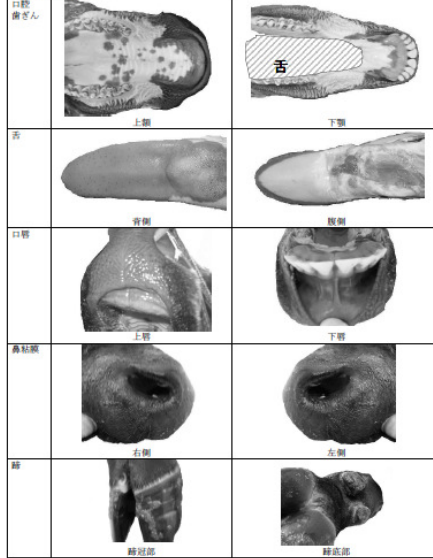 口腔
歯ぎん
舌
上顎
下顎
舌
背側
腹側
口唇
上唇
下唇
鼻粘膜
右側
左側
蹄
蹄冠部
蹄底部